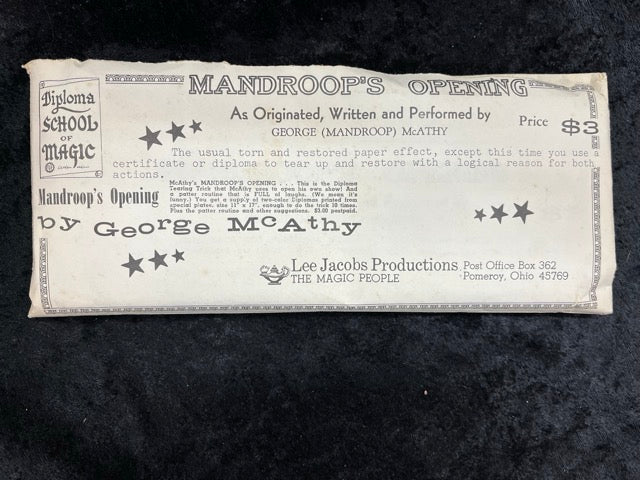 MANDROOP'S OPENING
Diploma
SCHOOL
OF
MAGIC
As Originated, Written and Performed by
GEORGE (MANDROOP) McATHY
Price $3
The usual torn and restored paper effect, except this time you use a
certificate or diploma to tear up and restore with a logical reason for both
actions.
McAthy's MANDROOP'S OPENING . . . This is the Diploma
Tearing Trick that McAthy uses to open his own show! And
a patter routine that is FULL of laughs. (We mean it's
funny.) You get a supply of two-color Diplomas printed from
special plates, size 11" x 17", enough to do the trick 10 times.
Plus the patter routine and other suggestions. $3.00 postpaid.
Mandroop's Opening
by George McAthy
Lee Jacobs Productions
THE MAGIC PEOPLE
Post Office Box 362
Pomeroy, Ohio 45769